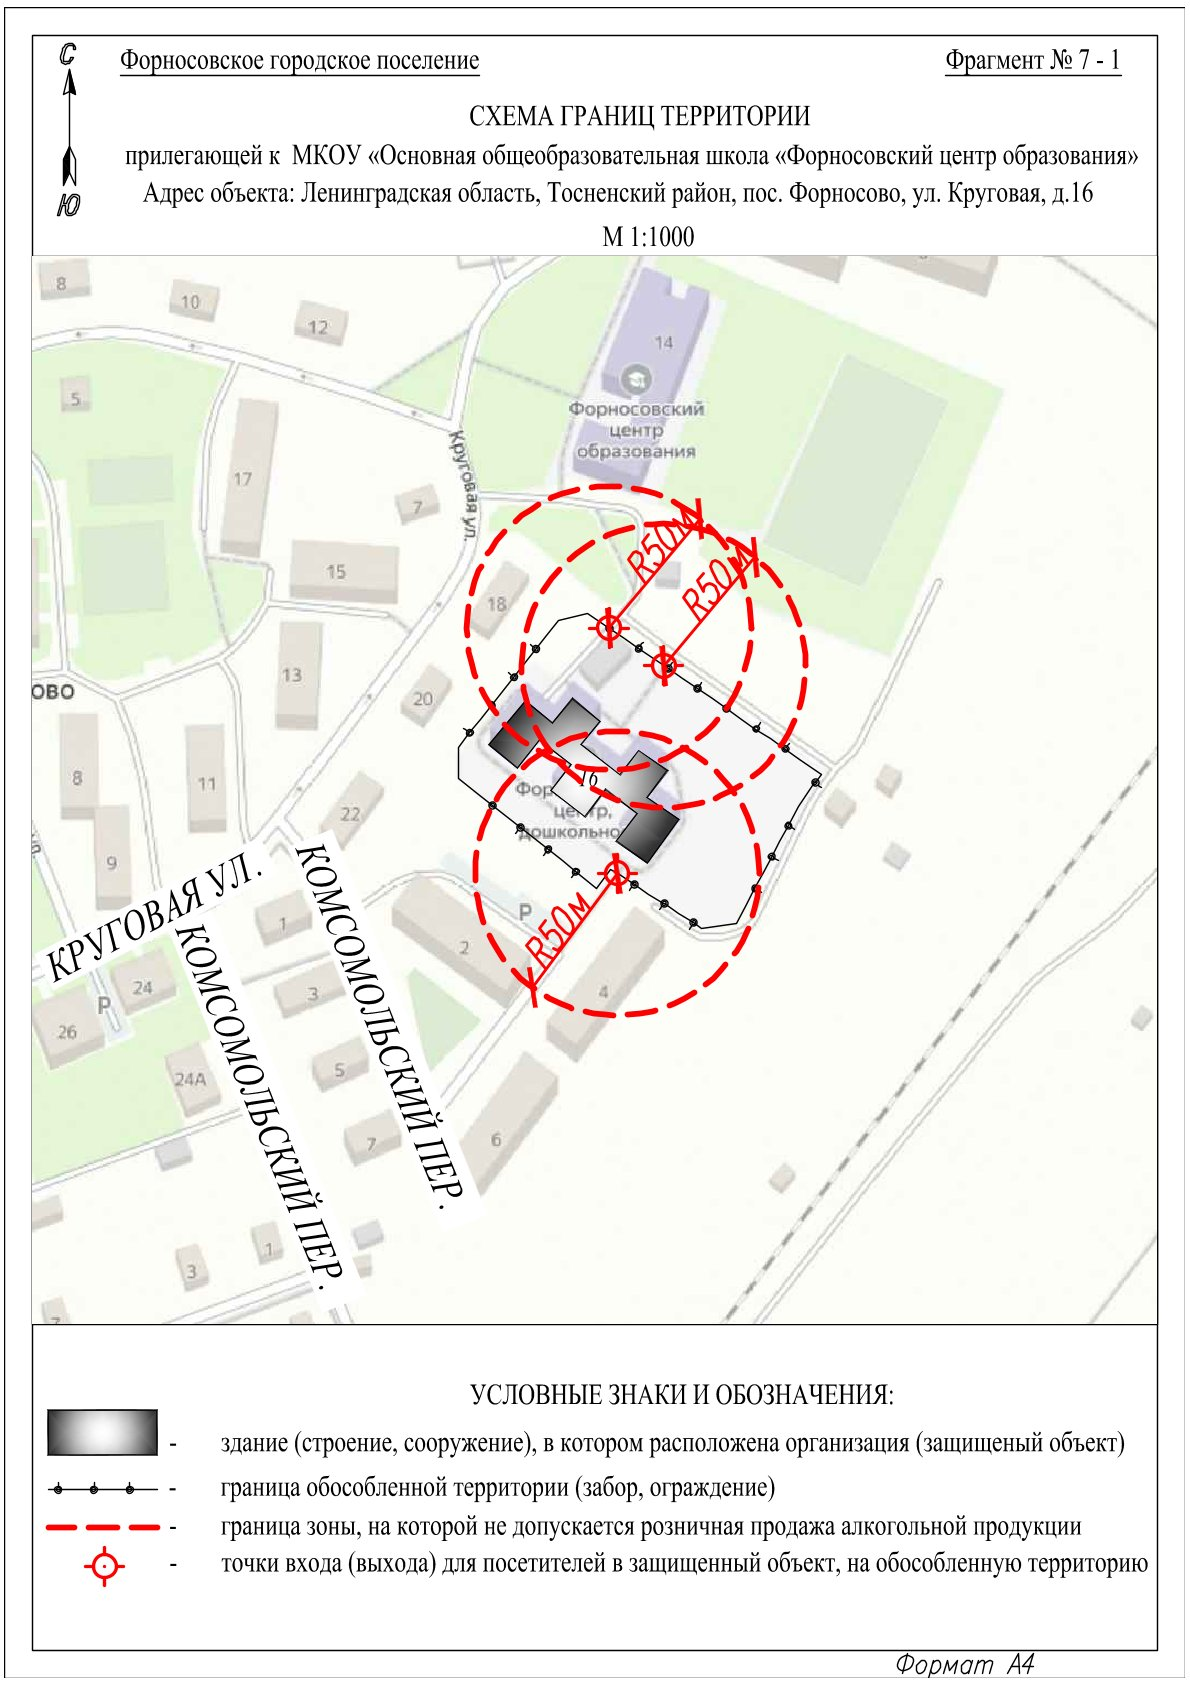 С
Ю
Форносовское городское поселение
Фрагмент № 7 - 1
СХЕМА ГРАНИЦ ТЕРРИТОРИИ
прилегающей к МКОУ «Основная общеобразовательная школа «Форносовский центр образования»
Адрес объекта: Ленинградская область, Тосненский район, пос. Форносово, ул. Круговая, д.16
М 1:1000
8
10
12
14
5
Форносовский
центр
образования
Круговая ул.
17
7
15
18
R50м
R50м
13
20
ОВО
8
11
22
16
центр,
дошкольно
9
КРУГОВАЯ УЛ.
КОМСОМОЛЬСКИЙ ПЕР.
КОМСОМОЛЬСКИЙ ПЕР.
1
2
P
R50м
4
24
3
P
26
24А
5
7
6
1
3
УСЛОВНЫЕ ЗНАКИ И ОБОЗНАЧЕНИЯ:
- здание (строение, сооружение), в котором расположена организация (защищеный объект)
- граница обособленной территории (забор, ограждение)
- граница зоны, на которой не допускается розничная продажа алкогольной продукции
- точки входа (выхода) для посетителей в защищенный объект, на обособленную территорию
Формат А4